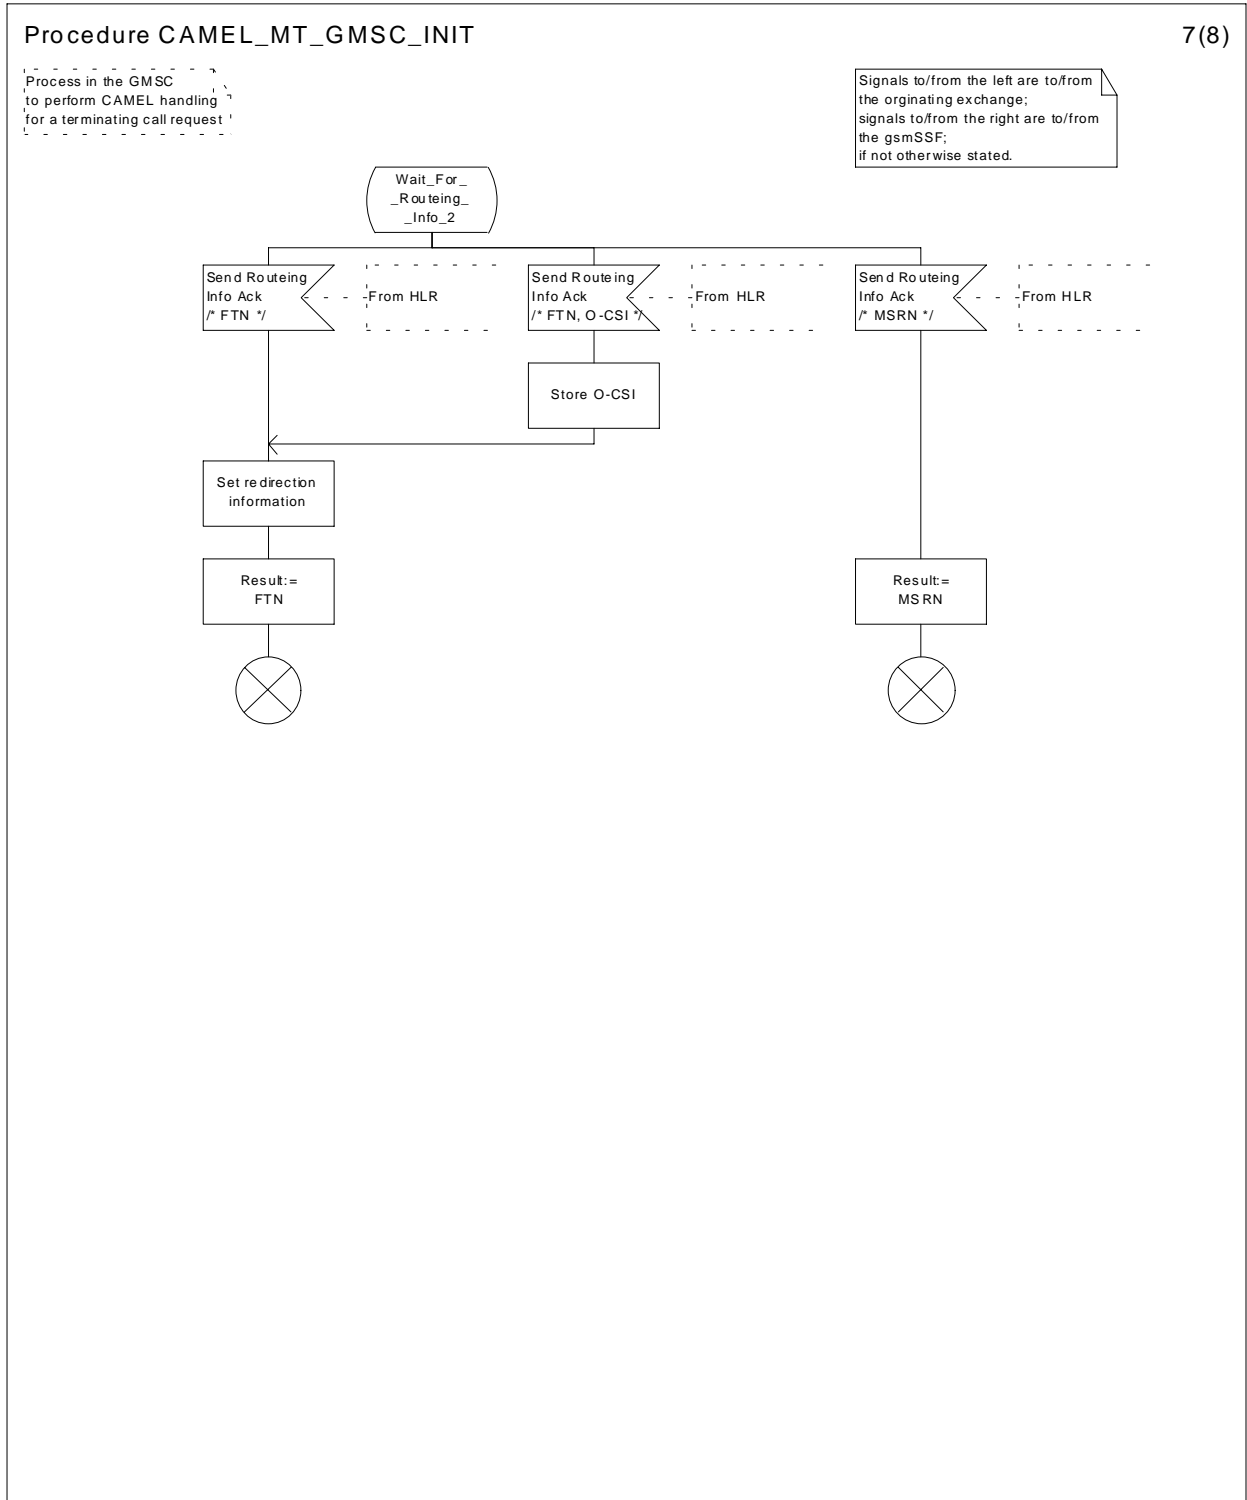 Procedure CAMEL_MT_GMSC_INIT
7(8)
Process in the GMSC
to perform CAMEL handling
for a terminating call request
Signals to/from the left are to/from
the orginating exchange;
signals to/from the right are to/from
the gsmSSF;
if not otherwise stated.
Wait_For_
_Routeing_
_Info_2
Send Routeing
Info Ack
/* FTN */
From HLR
Send Routeing
Info Ack
/* FTN, O-CSI */
From HLR
Send Routeing
Info Ack
/* MSRN */
From HLR
Store O-CSI
Set redirection
information
Result:=
FTN
Result:=
MSRN